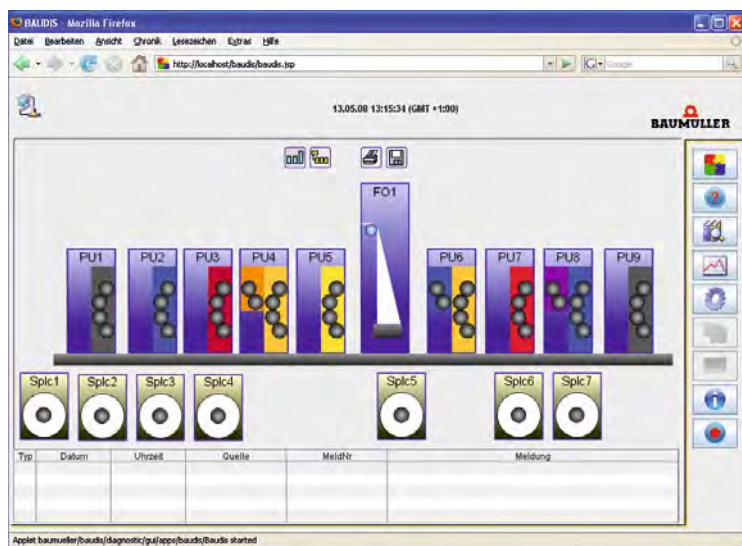 BAUDIS - Mozilla Firefox
Datei Bearbeiten Ansicht Chronik Lesezeichen Extras Hilfe
http://localhost/baudis/baudis.jsp
Google
13.05.08 13:15:34 (GMT +1:00)
BAUMÜLLER
FO1
PU1 PU2 PU3 PU4 PU5 PU6 PU7 PU8 PU9
Splc1 Splc2 Splc3 Splc4 Splc5 Splc6 Splc7
Typ Datum Uhrzeit Quelle MeldNr Meldung
Applet baumueller/baudis/diagnostic/gui/apps/baudis/Baudis started